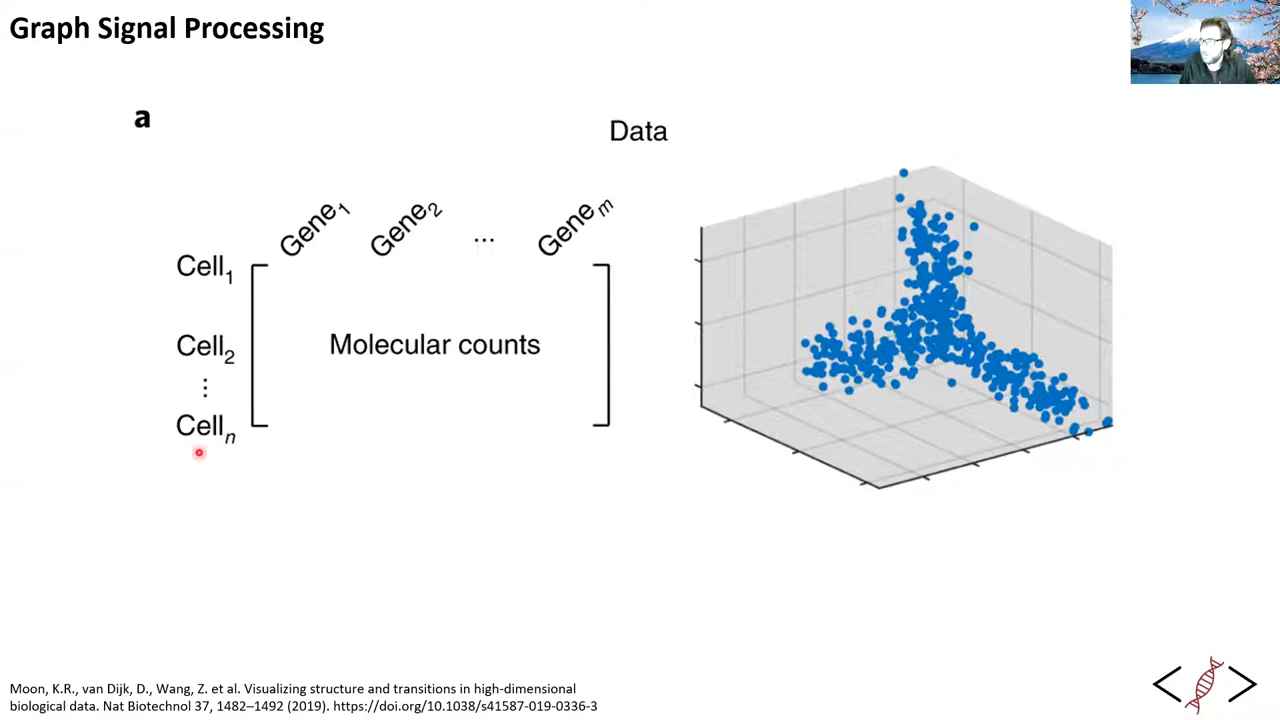 Graph Signal Processing
a
Data
Gene1 Gene2 ... Genem
Cell1
Cell2
Molecular counts
⋮
Celln
Moon, K.R., van Dijk, D., Wang, Z. et al. Visualizing structure and transitions in high-dimensional
biological data. Nat Biotechnol 37, 1482–1492 (2019). https://doi.org/10.1038/s41587-019-0336-3